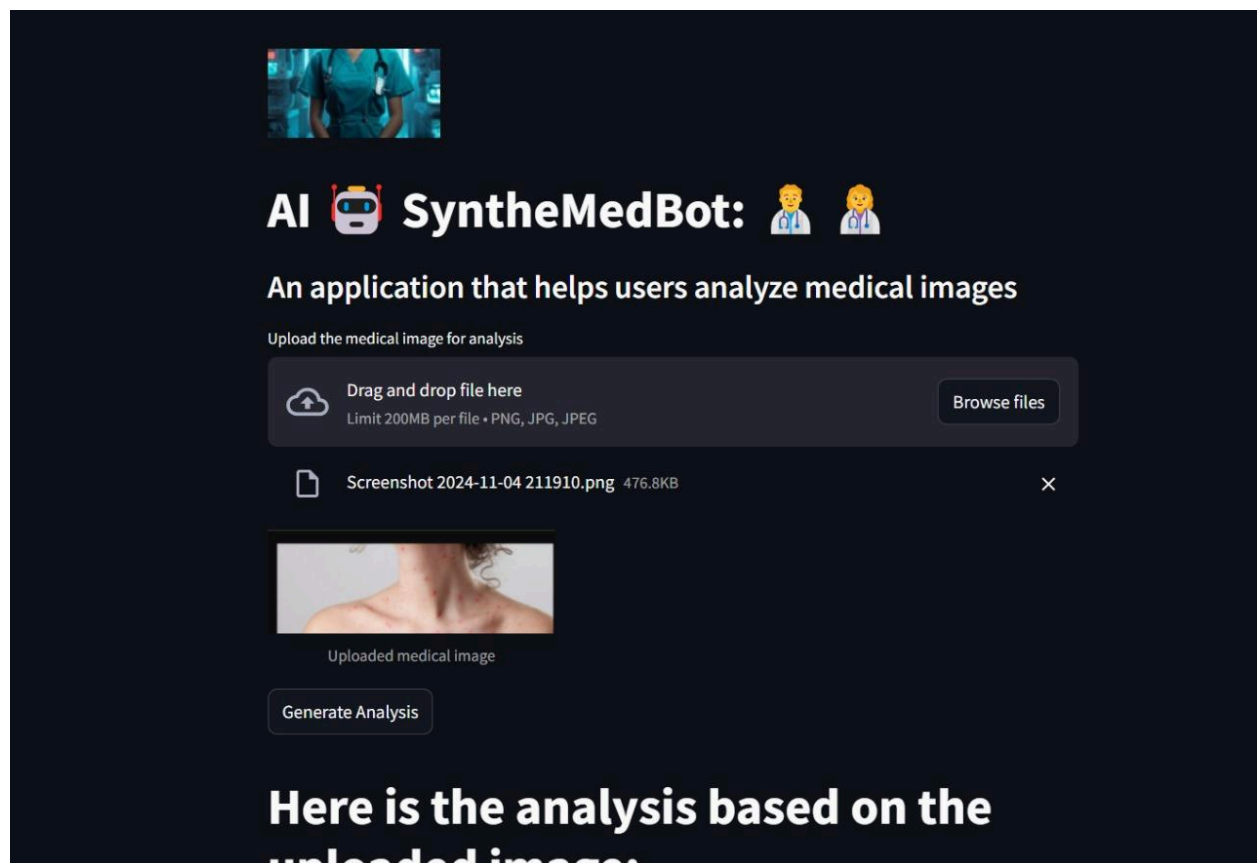 AI 🤖 SyntheMedBot: 👨‍⚕️ 👩‍⚕️
An application that helps users analyze medical images
Upload the medical image for analysis
Drag and drop file here
Limit 200MB per file • PNG, JPG, JPEG
Browse files
Screenshot 2024-11-04 211910.png 476.8KB
Uploaded medical image
Generate Analysis
Here is the analysis based on the
uploaded image: